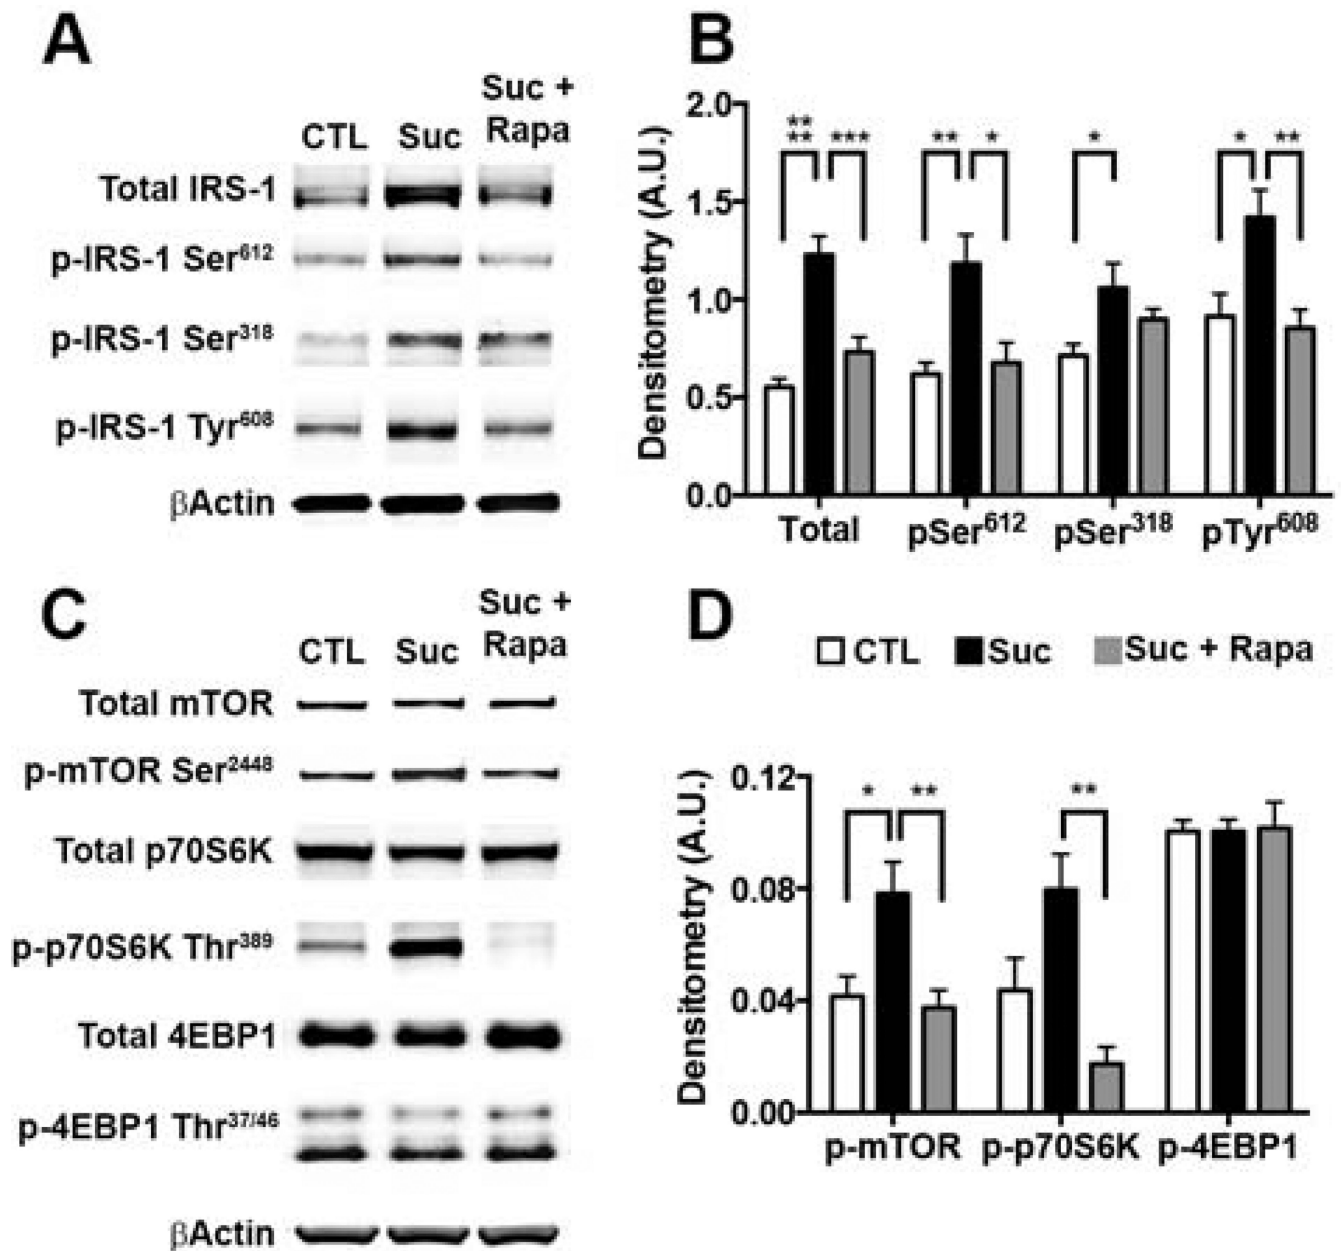 A
CTL Suc Suc +
Rapa
Total IRS-1
p-IRS-1 Ser612
p-IRS-1 Ser318
p-IRS-1 Tyr608
βActin
B
Densitometry (A.U.)
2.0
1.5
1.0
0.5
0.0
**
** *** ** * * * **
Total pSer612 pSer318 pTyr608
C
CTL Suc Suc +
Rapa
Total mTOR
p-mTOR Ser2448
Total p70S6K
p-p70S6K Thr389
Total 4EBP1
p-4EBP1 Thr37/46
βActin
D
CTL Suc Suc + Rapa
Densitometry (A.U.)
0.12
0.08
0.04
0.00
* ** **
p-mTOR p-p70S6K p-4EBP1